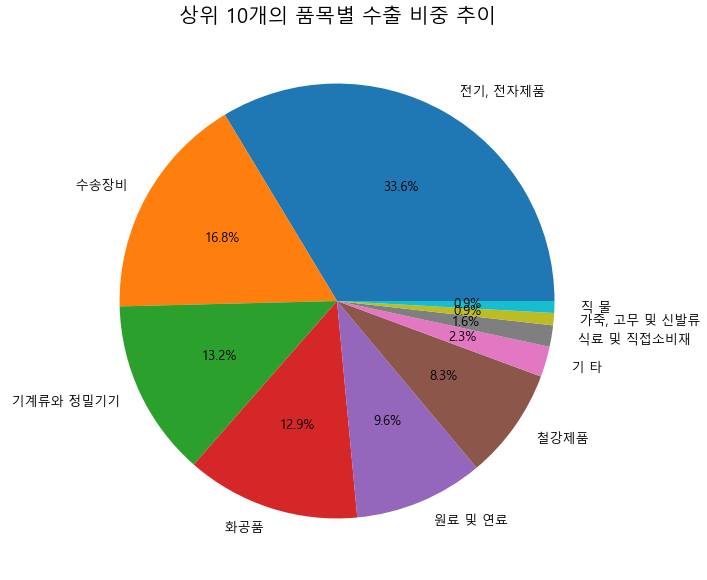 상위 10개의 품목별 수출 비중 추이
전기, 전자제품
33.6%
수송장비
16.8%
기계류와 정밀기기
13.2%
화공품
12.9%
원료 및 연료
9.6%
철강제품
8.3%
기 타
2.3%
식료 및 직접소비재
1.6%
가죽, 고무 및 신발류
0.9%
직 물
0.9%